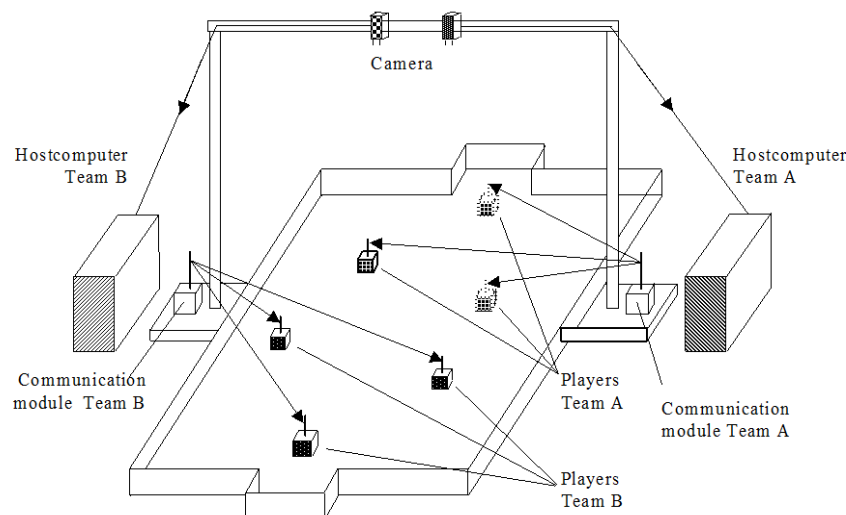 Camera
Hostcomputer
Team B
Hostcomputer
Team A
Communication
module Team B
Players
Team A
Communication
module Team A
Players
Team B